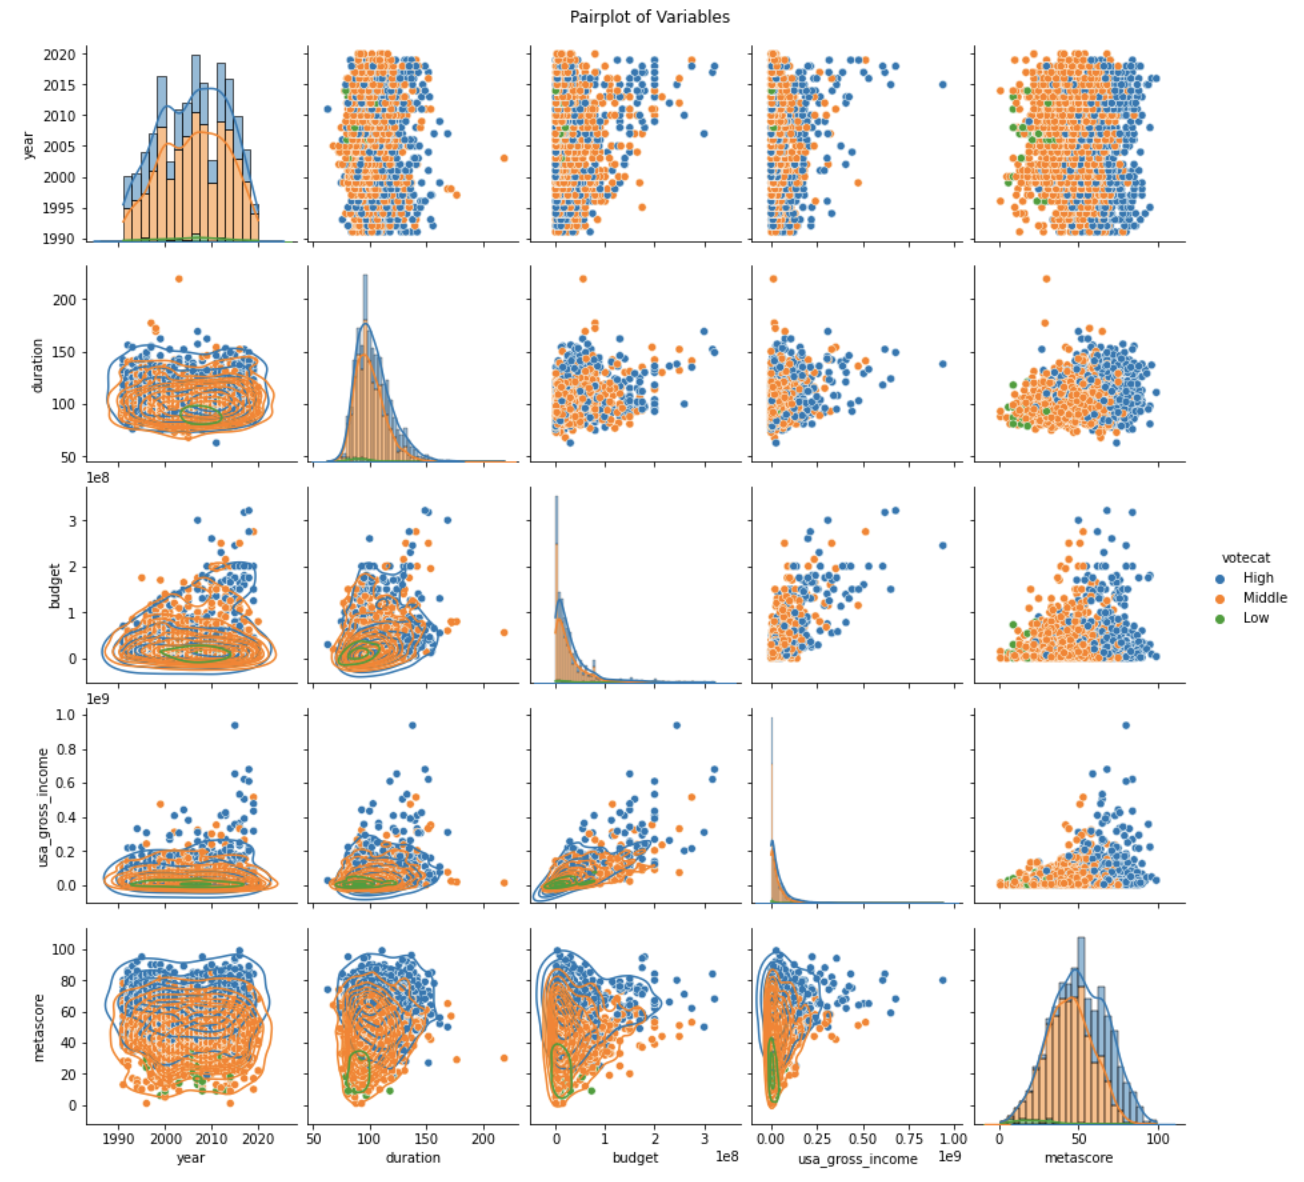 Pairplot of Variables
2020
2015
2010
2005
2000
1995
1990
year
200
150
100
50
duration
1e8
3
2
1
0
budget
votecat
High
Middle
Low
1e9
1.0
0.8
0.6
0.4
0.2
0.0
usa_gross_income
100
80
60
40
20
0
metascore
1990 2000 2010 2020
year
50 100 150 200
duration
0 1 2 3
1e8
budget
0.00 0.25 0.50 0.75 1.00
1e9
usa_gross_income
0 50 100
metascore